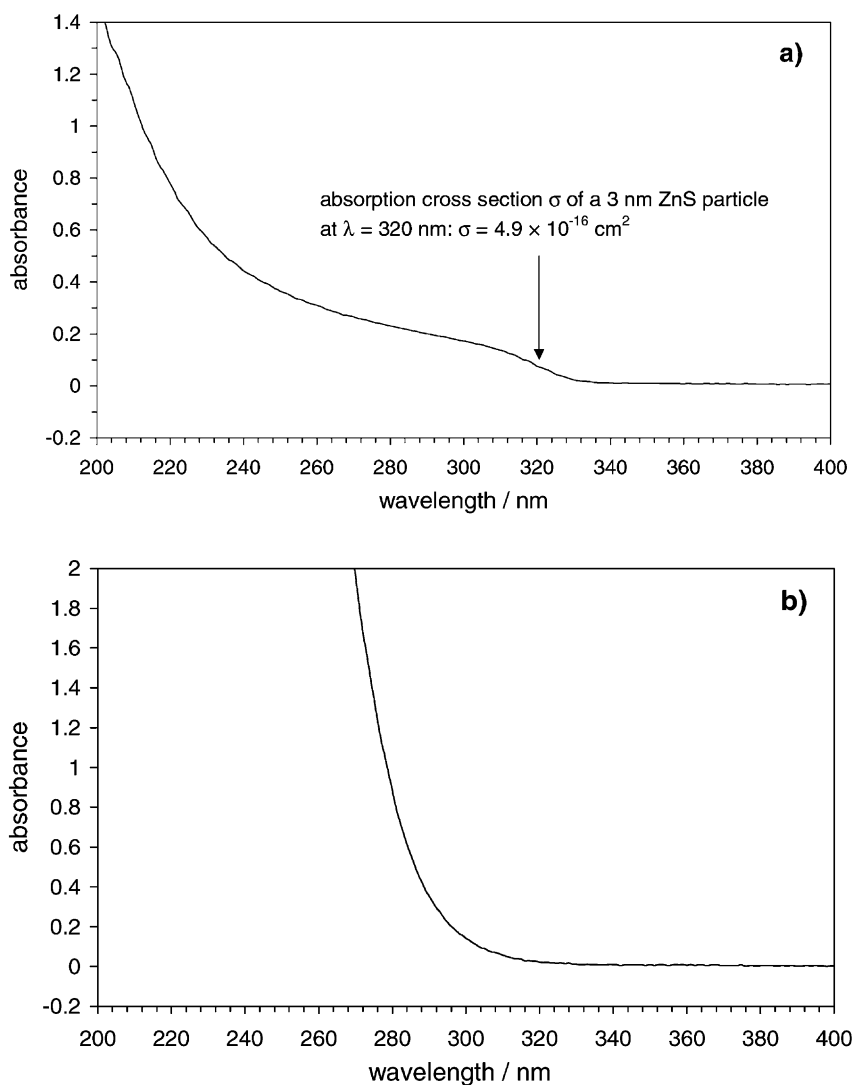 a)
1.4
1.2
1
0.8
0.6
0.4
0.2
0
-0.2
absorbance
absorption cross section σ of a 3 nm ZnS particle
at λ = 320 nm: σ = 4.9 × 10⁻¹⁶ cm²
200 220 240 260 280 300 320 340 360 380 400
wavelength / nm
b)
2
1.8
1.6
1.4
1.2
1
0.8
0.6
0.4
0.2
0
-0.2
absorbance
200 220 240 260 280 300 320 340 360 380 400
wavelength / nm